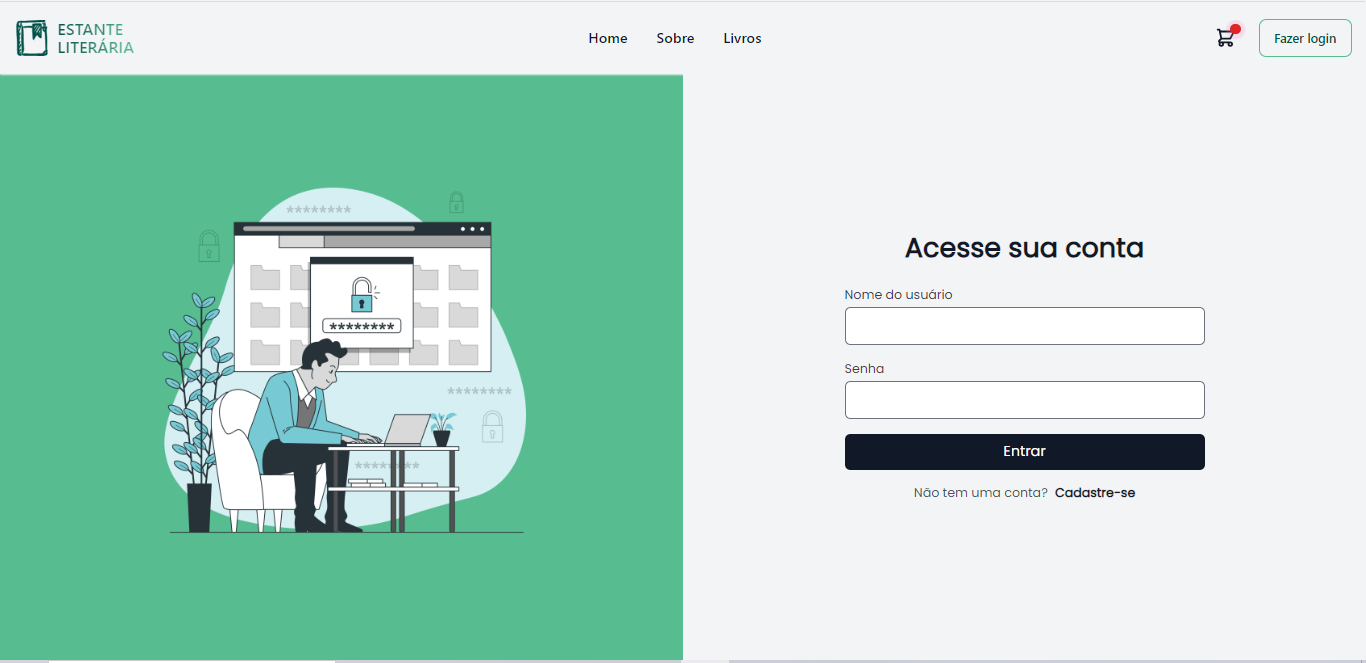 ESTANTE
LITERÁRIA
Home Sobre Livros
Fazer login
********
********
********
********
Acesse sua conta
Nome do usuário
Senha
Entrar
Não tem uma conta? Cadastre-se